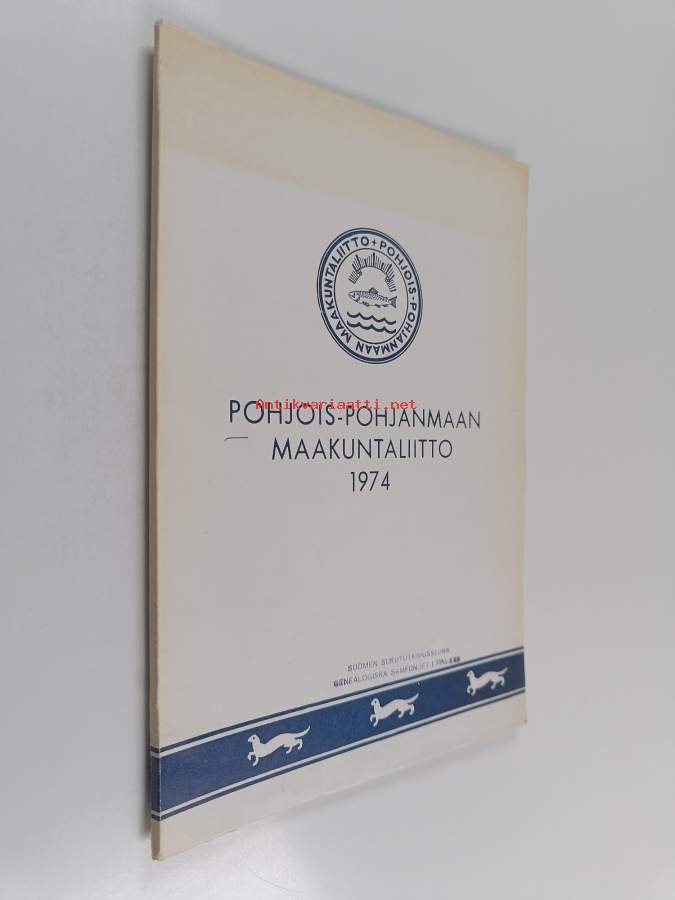 POHJOIS-POHJANMAAN MAAKUNTALIITTO +
Antikvariaatti.net
POHJOIS-POHJANMAAN
MAAKUNTALIITTO
1974
SUOMEN SUKUTUTKIMUSSEURA
GENEALOGISKA SAMFUNDET I FINLAND